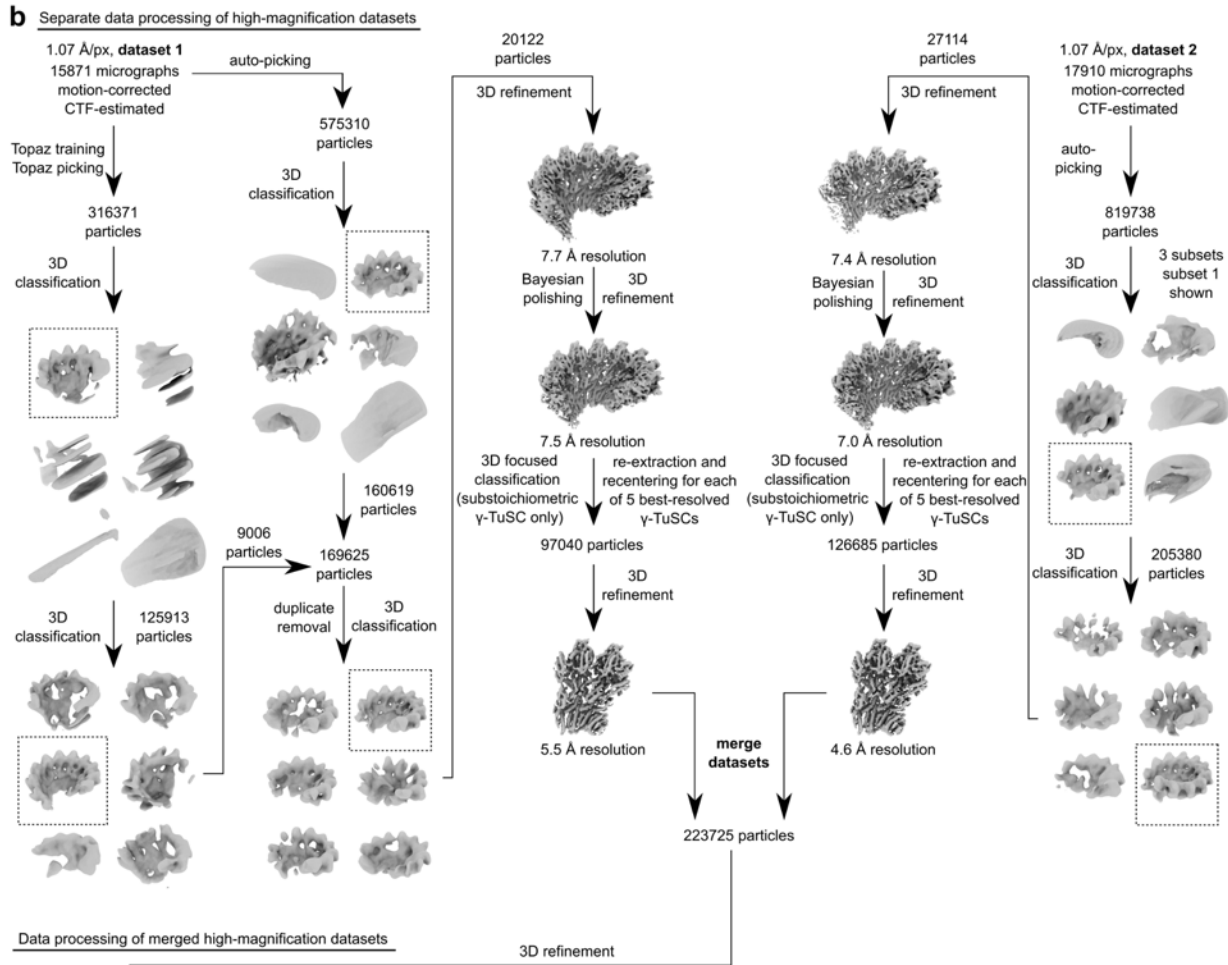 b
Separate data processing of high-magnification datasets
1.07 Å/px, dataset 1
15871 micrographs
motion-corrected
CTF-estimated
auto-picking
Topaz training
Topaz picking
575310
particles
316371
particles
3D
classification
3D
classification
125913
particles
3D
classification
9006
particles
160619
particles
169625
particles
duplicate
removal
3D
classification
20122
particles
3D refinement
7.7 Å resolution
Bayesian
polishing
3D
refinement
7.5 Å resolution
3D focused
classification
(substoichiometric
γ-TuSC only)
re-extraction and
recentering for each
of 5 best-resolved
γ-TuSCs
97040 particles
3D
refinement
5.5 Å resolution
27114
particles
3D refinement
7.4 Å resolution
Bayesian
polishing
3D
refinement
7.0 Å resolution
3D focused
classification
(substoichiometric
γ-TuSC only)
re-extraction and
recentering for each
of 5 best-resolved
γ-TuSCs
126685 particles
3D
refinement
4.6 Å resolution
merge
datasets
223725 particles
1.07 Å/px, dataset 2
17910 micrographs
motion-corrected
CTF-estimated
auto-
picking
819738
particles
3D
classification
3 subsets
subset 1
shown
3D
classification
205380
particles
Data processing of merged high-magnification datasets
3D refinement